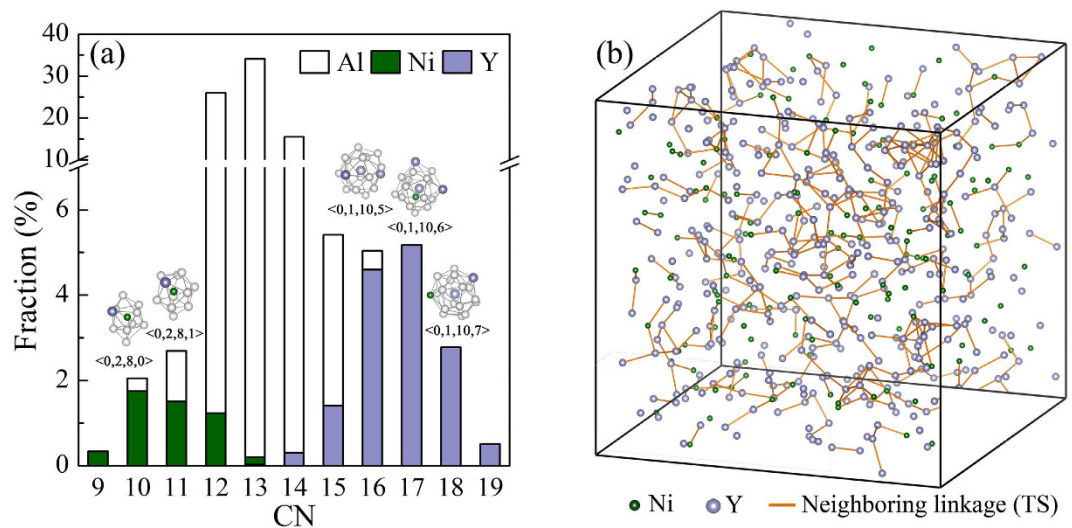 (a)
Al Ni Y
Fraction (%)
40
30
20
10
6
4
2
0
<0,2,8,0>
<0,2,8,1>
<0,1,10,5>
<0,1,10,6>
<0,1,10,7>
9 10 11 12 13 14 15 16 17 18 19
CN
(b)
Ni Y Neighboring linkage (TS)